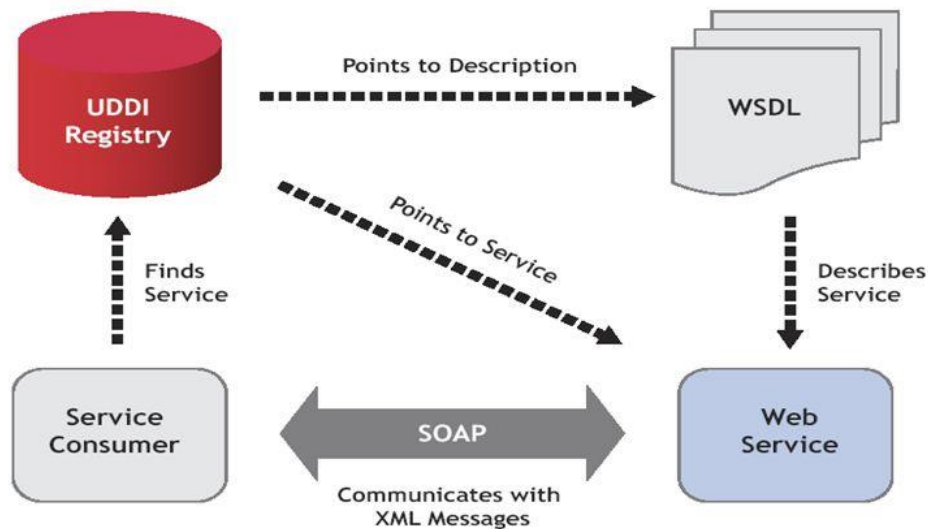 Points to Description
UDDI
Registry
WSDL
Points to Service
Finds
Service
Describes
Service
Service
Consumer
SOAP
Web
Service
Communicates with
XML Messages